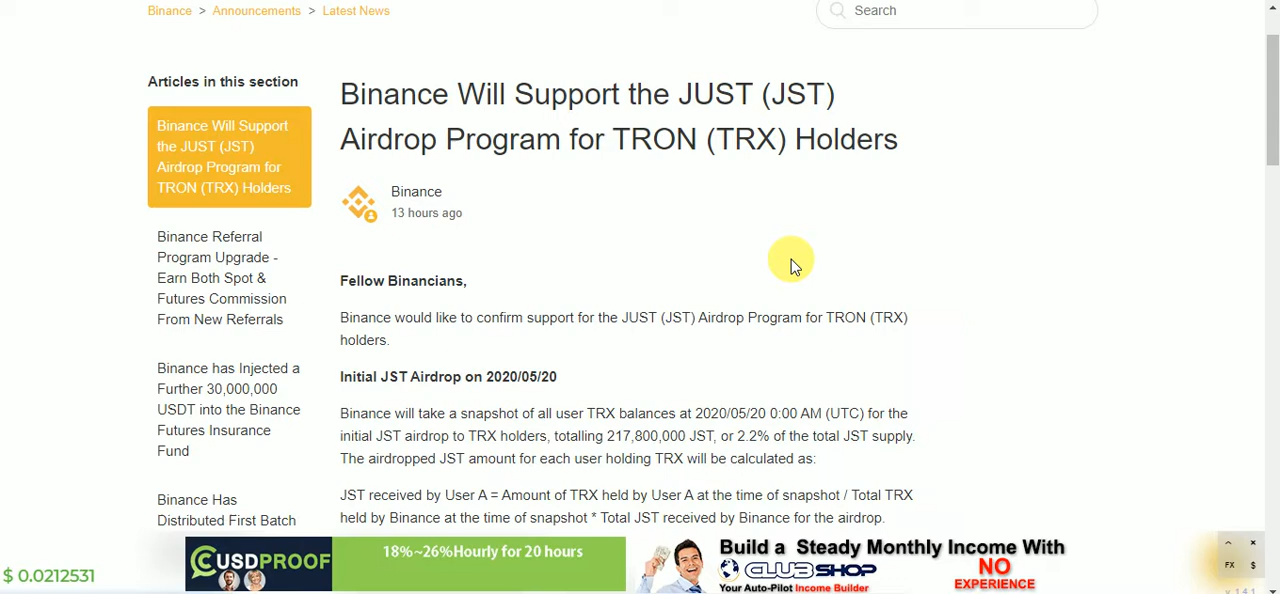 Binance > Announcements > Latest News
Search
Articles in this section
Binance Will Support
the JUST (JST)
Airdrop Program for
TRON (TRX) Holders
Binance Referral
Program Upgrade -
Earn Both Spot &
Futures Commission
From New Referrals
Binance has Injected a
Further 30,000,000
USDT into the Binance
Futures Insurance
Fund
Binance Has
Distributed First Batch
Binance Will Support the JUST (JST)
Airdrop Program for TRON (TRX) Holders
Binance
13 hours ago
Fellow Binancians,
Binance would like to confirm support for the JUST (JST) Airdrop Program for TRON (TRX)
holders.
Initial JST Airdrop on 2020/05/20
Binance will take a snapshot of all user TRX balances at 2020/05/20 0:00 AM (UTC) for the
initial JST airdrop to TRX holders, totalling 217,800,000 JST, or 2.2% of the total JST supply.
The airdropped JST amount for each user holding TRX will be calculated as:
JST received by User A = Amount of TRX held by User A at the time of snapshot / Total TRX
held by Binance at the time of snapshot * Total JST received by Binance for the airdrop.
$ 0.0212531
CUSDPROOF
18%~26%Hourly for 20 hours
Build a Steady Monthly Income With
CLUBSHOP
NO
EXPERIENCE
Your Auto-Pilot Income Builder
FX $
v 1.4.1